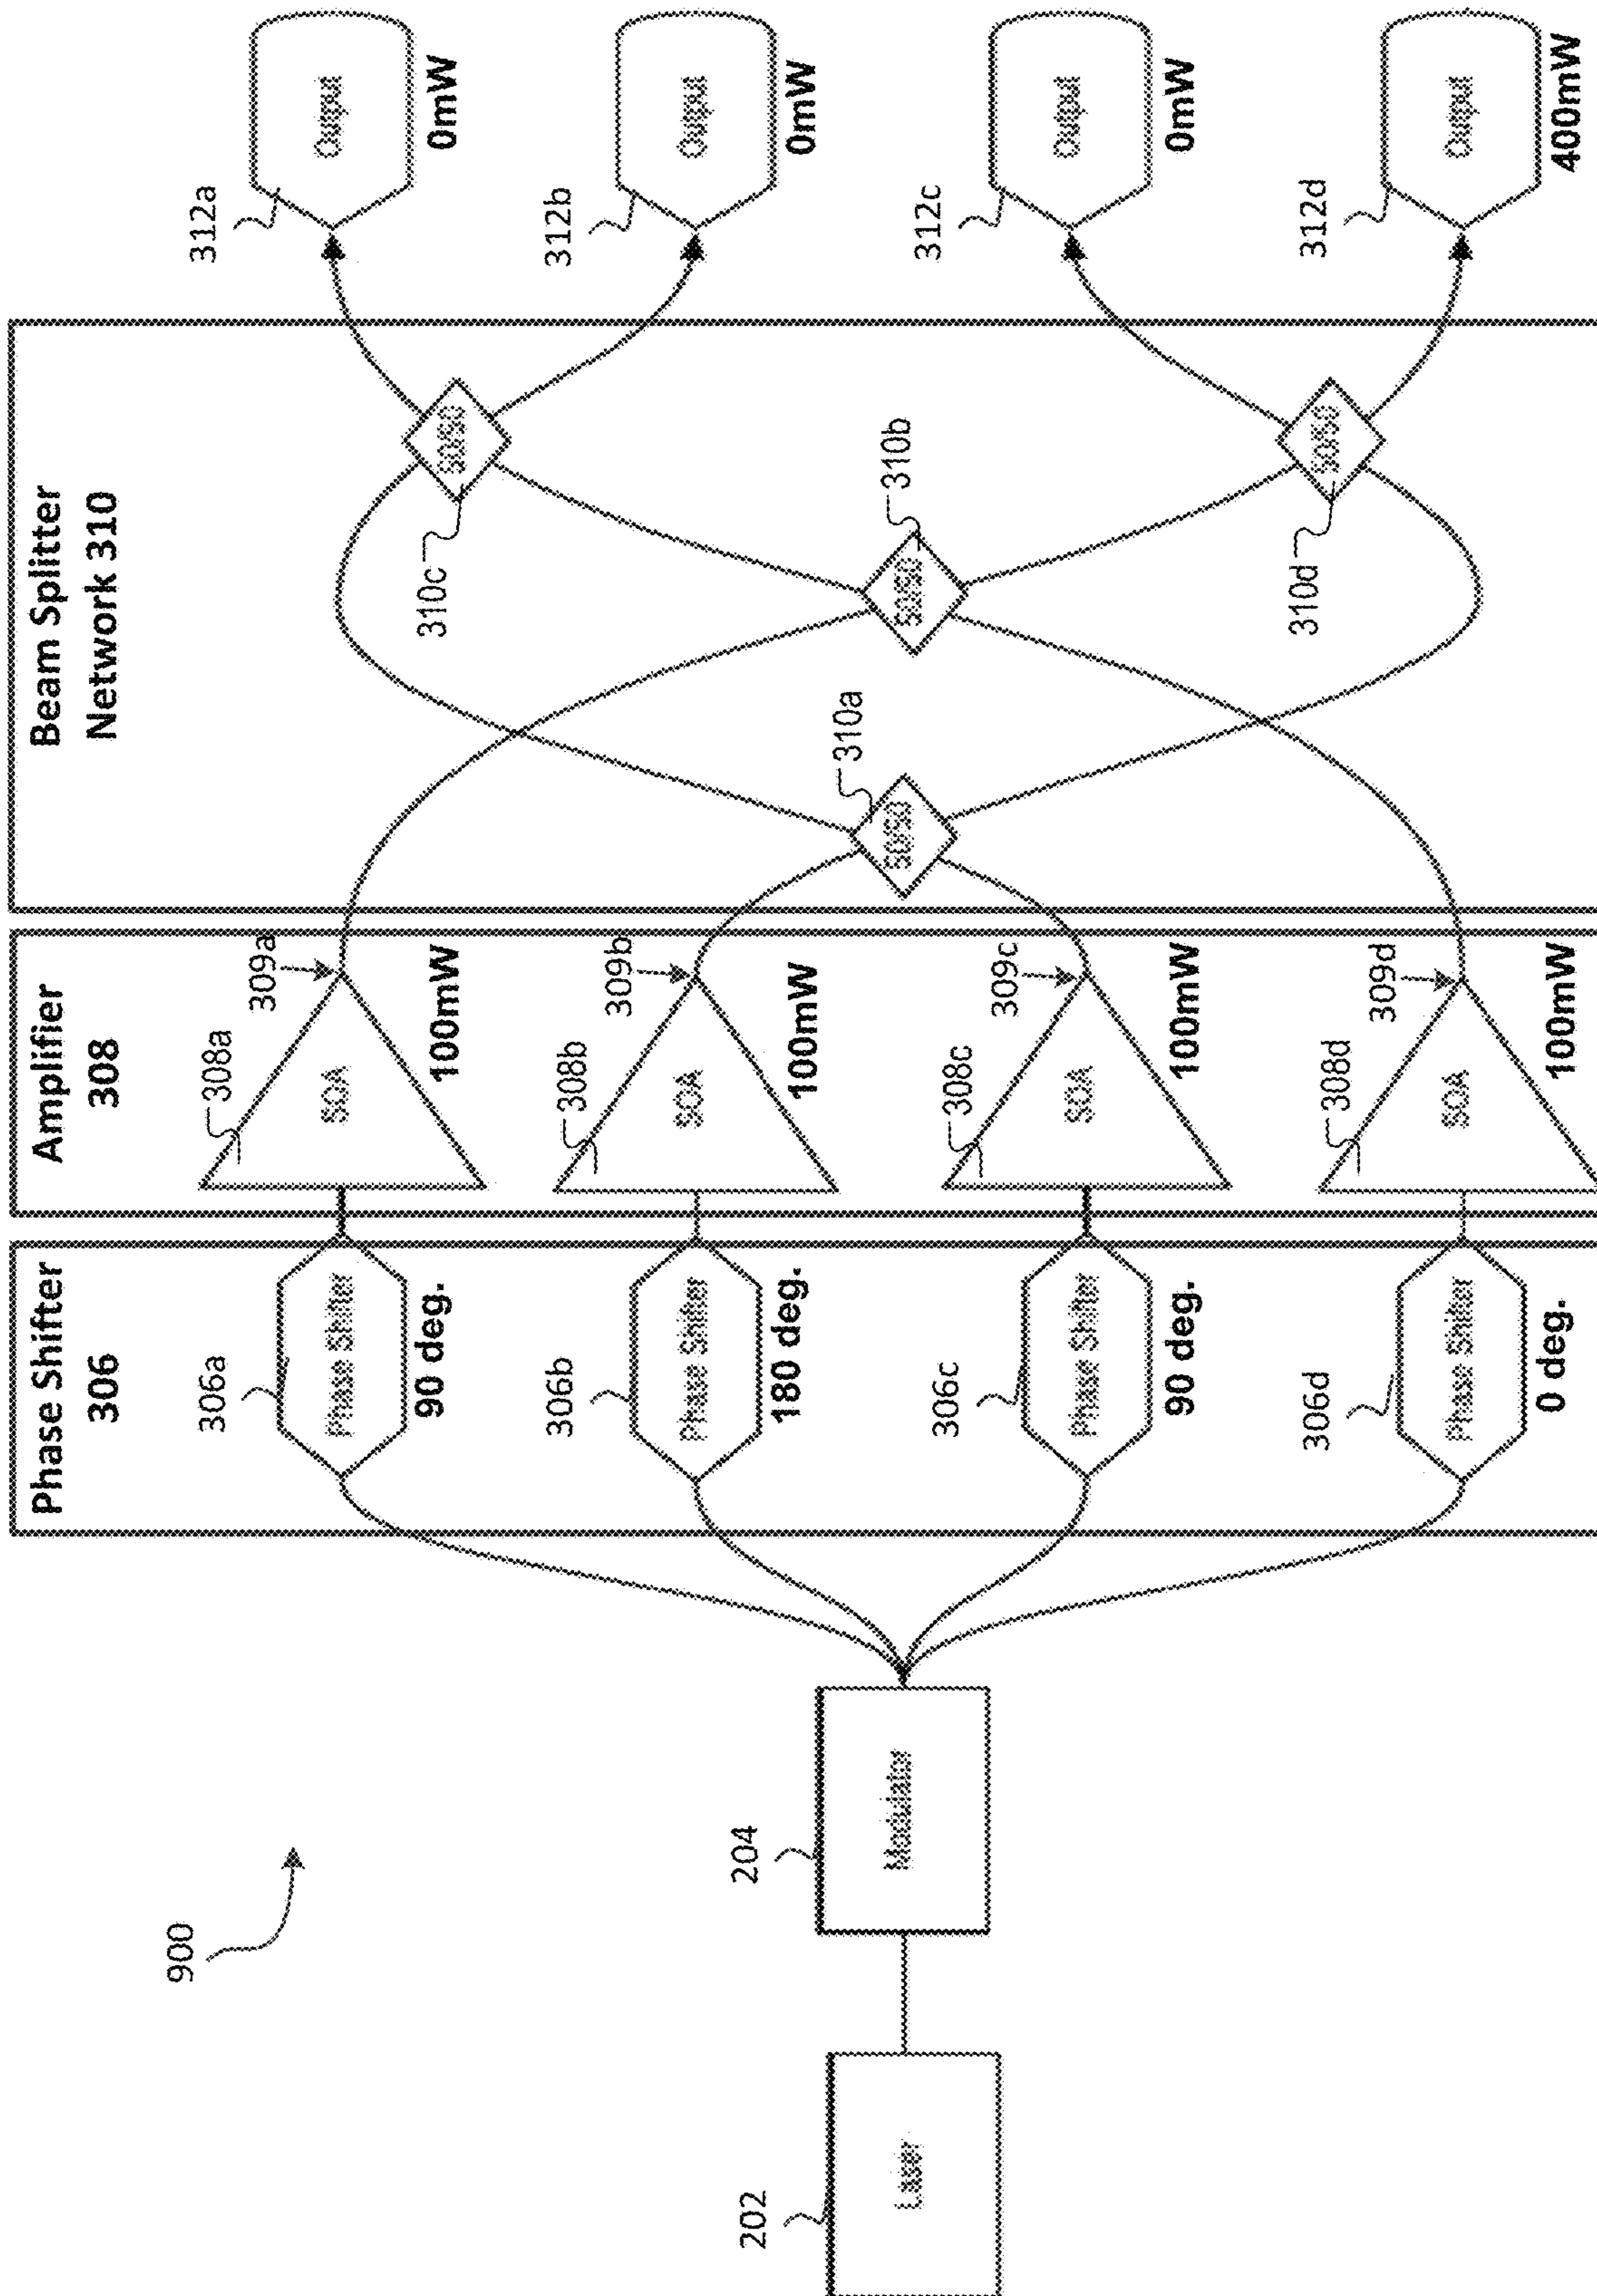 900
202
Laser
204
Modulator
Phase Shifter
306
306a
Phase Shifter
90 deg.
306b
Phase Shifter
180 deg.
306c
Phase Shifter
90 deg.
306d
Phase Shifter
0 deg.
Amplifier
308
308a
SOA
309a
100mW
308b
SOA
309b
100mW
308c
SOA
309c
100mW
308d
SOA
309d
100mW
Beam Splitter
Network 310
50/50
310a
50/50
310b
50/50
310c
50/50
310d
312a
Output
0mW
312b
Output
0mW
312c
Output
0mW
312d
Output
400mW